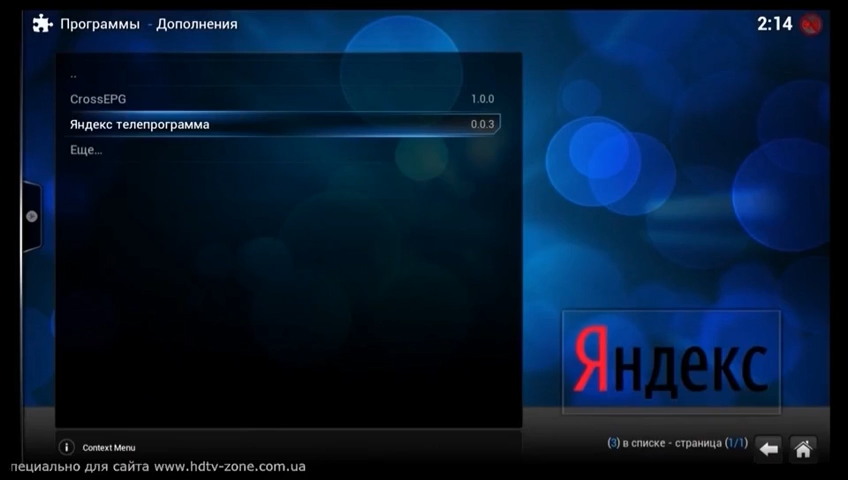 Программы - Дополнения
2:14
..
CrossEPG 1.0.0
Яндекс телепрограмма 0.0.3
Еще...
Яндекс
Context Menu
(3) в списке - страница (1/1)
пециально для сайта www.hdtv-zone.com.ua